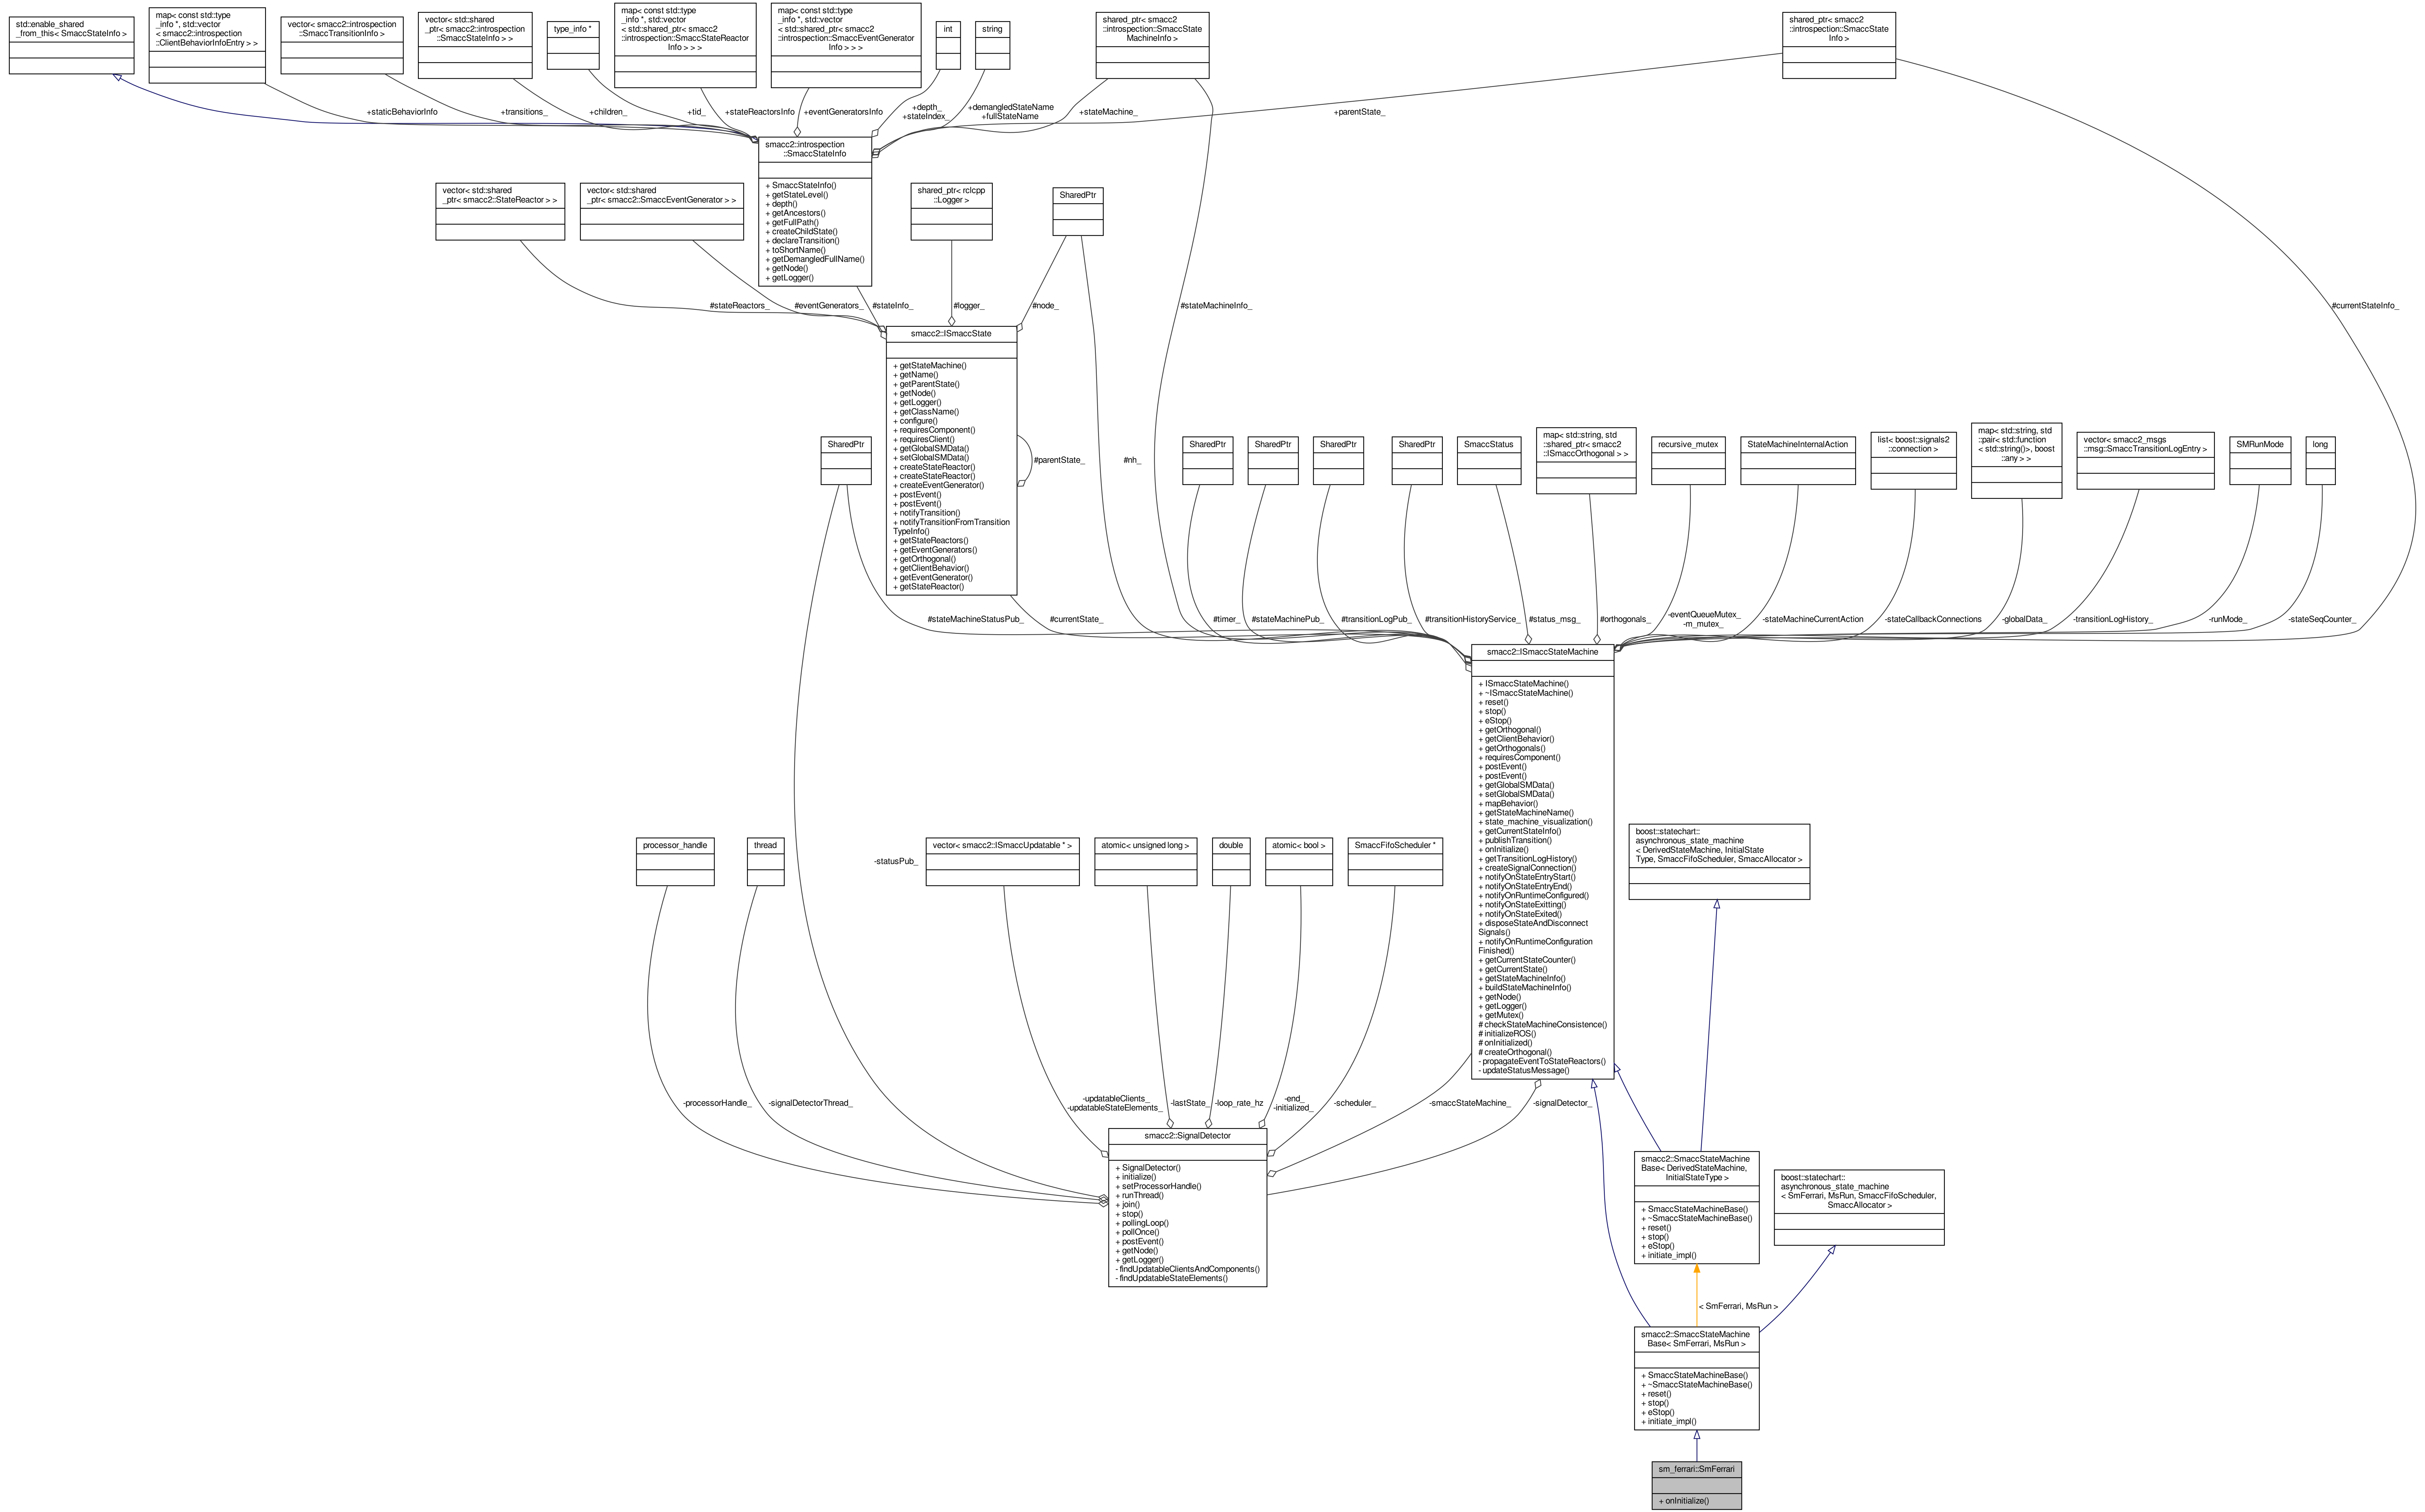 std::enable_shared
_from_this< SmaccStateInfo >
map< const std::type
_info *, std::vector
< smacc2::introspection
::ClientBehaviorInfoEntry > >
vector< smacc2::introspection
::SmaccTransitionInfo >
vector< std::shared
_ptr< smacc2::introspection
::SmaccStateInfo > >
type_info *
map< const std::type
_info *, std::vector
< std::shared_ptr< smacc2
::introspection::SmaccStateReactor
Info > > >
map< const std::type
_info *, std::vector
< std::shared_ptr< smacc2
::introspection::SmaccEventGenerator
Info > > >
int
string
shared_ptr< smacc2
::introspection::SmaccState
MachineInfo >
shared_ptr< smacc2
::introspection::SmaccState
Info >
+staticBehaviorInfo
+transitions_
+children_
+tid_
+stateReactorsInfo
+eventGeneratorsInfo
+depth_
+stateIndex_
+demangledStateName
+fullStateName
+stateMachine_
+parentState_
smacc2::introspection
::SmaccStateInfo
+ SmaccStateInfo()
+ getStateLevel()
+ depth()
+ getAncestors()
+ getFullPath()
+ createChildState()
+ declareTransition()
+ toShortName()
+ getDemangledFullName()
+ getNode()
+ getLogger()
vector< std::shared
_ptr< smacc2::StateReactor > >
vector< std::shared
_ptr< smacc2::SmaccEventGenerator > >
shared_ptr< rclcpp
::Logger >
SharedPtr
#stateReactors_
#eventGenerators_
#stateInfo_
#logger_
#node_
#stateMachineInfo_
#currentStateInfo_
smacc2::ISmaccState
+ getStateMachine()
+ getName()
+ getParentState()
+ getNode()
+ getLogger()
+ getClassName()
+ configure()
+ requiresComponent()
+ requiresClient()
+ getGlobalSMData()
+ setGlobalSMData()
+ createStateReactor()
+ createStateReactor()
+ createEventGenerator()
+ postEvent()
+ postEvent()
+ notifyTransition()
+ notifyTransitionFromTransition
TypeInfo()
+ getStateReactors()
+ getEventGenerators()
+ getOrthogonal()
+ getClientBehavior()
+ getEventGenerator()
+ getStateReactor()
#parentState_
#nh_
SharedPtr
SharedPtr
SharedPtr
SharedPtr
SharedPtr
SmaccStatus
map< std::string, std
::shared_ptr< smacc2
::ISmaccOrthogonal > >
recursive_mutex
StateMachineInternalAction
list< boost::signals2
::connection >
map< std::string, std
::pair< std::function
< std::string()>, boost
::any > >
vector< smacc2_msgs
::msg::SmaccTransitionLogEntry >
SMRunMode
long
#stateMachineStatusPub_
#currentState_
#timer_
#stateMachinePub_
#transitionLogPub_
#transitionHistoryService_
#status_msg_
#orthogonals_
-eventQueueMutex_
-m_mutex_
-stateMachineCurrentAction
-stateCallbackConnections
-globalData_
-transitionLogHistory_
-runMode_
-stateSeqCounter_
smacc2::ISmaccStateMachine
+ ISmaccStateMachine()
+ ~ISmaccStateMachine()
+ reset()
+ stop()
+ eStop()
+ getOrthogonal()
+ getClientBehavior()
+ getOrthogonals()
+ requiresComponent()
+ postEvent()
+ postEvent()
+ getGlobalSMData()
+ setGlobalSMData()
+ mapBehavior()
+ getStateMachineName()
+ state_machine_visualization()
+ getCurrentStateInfo()
+ publishTransition()
+ onInitialize()
+ getTransitionLogHistory()
+ createSignalConnection()
+ notifyOnStateEntryStart()
+ notifyOnStateEntryEnd()
+ notifyOnRuntimeConfigured()
+ notifyOnStateExitting()
+ notifyOnStateExited()
+ disposeStateAndDisconnect
Signals()
+ notifyOnRuntimeConfiguration
Finished()
+ getCurrentStateCounter()
+ getCurrentState()
+ getStateMachineInfo()
+ buildStateMachineInfo()
+ getNode()
+ getLogger()
+ getMutex()
# checkStateMachineConsistence()
# initializeROS()
# onInitialized()
# createOrthogonal()
- propagateEventToStateReactors()
- updateStatusMessage()
processor_handle
thread
-statusPub_
vector< smacc2::ISmaccUpdatable * >
atomic< unsigned long >
double
atomic< bool >
SmaccFifoScheduler *
boost::statechart::
asynchronous_state_machine
< DerivedStateMachine, InitialState
Type, SmaccFifoScheduler, SmaccAllocator >
-processorHandle_
-signalDetectorThread_
-updatableClients_
-updatableStateElements_
-lastState_
-loop_rate_hz
-end_
-initialized_
-scheduler_
-smaccStateMachine_
-signalDetector_
smacc2::SignalDetector
+ SignalDetector()
+ initialize()
+ setProcessorHandle()
+ runThread()
+ join()
+ stop()
+ pollingLoop()
+ pollOnce()
+ postEvent()
+ getNode()
+ getLogger()
- findUpdatableClientsAndComponents()
- findUpdatableStateElements()
smacc2::SmaccStateMachine
Base< DerivedStateMachine,
InitialStateType >
+ SmaccStateMachineBase()
+ ~SmaccStateMachineBase()
+ reset()
+ stop()
+ eStop()
+ initiate_impl()
boost::statechart::
asynchronous_state_machine
< SmFerrari, MsRun, SmaccFifoScheduler,
SmaccAllocator >
< SmFerrari, MsRun >
smacc2::SmaccStateMachine
Base< SmFerrari, MsRun >
+ SmaccStateMachineBase()
+ ~SmaccStateMachineBase()
+ reset()
+ stop()
+ eStop()
+ initiate_impl()
sm_ferrari::SmFerrari
+ onInitialize()